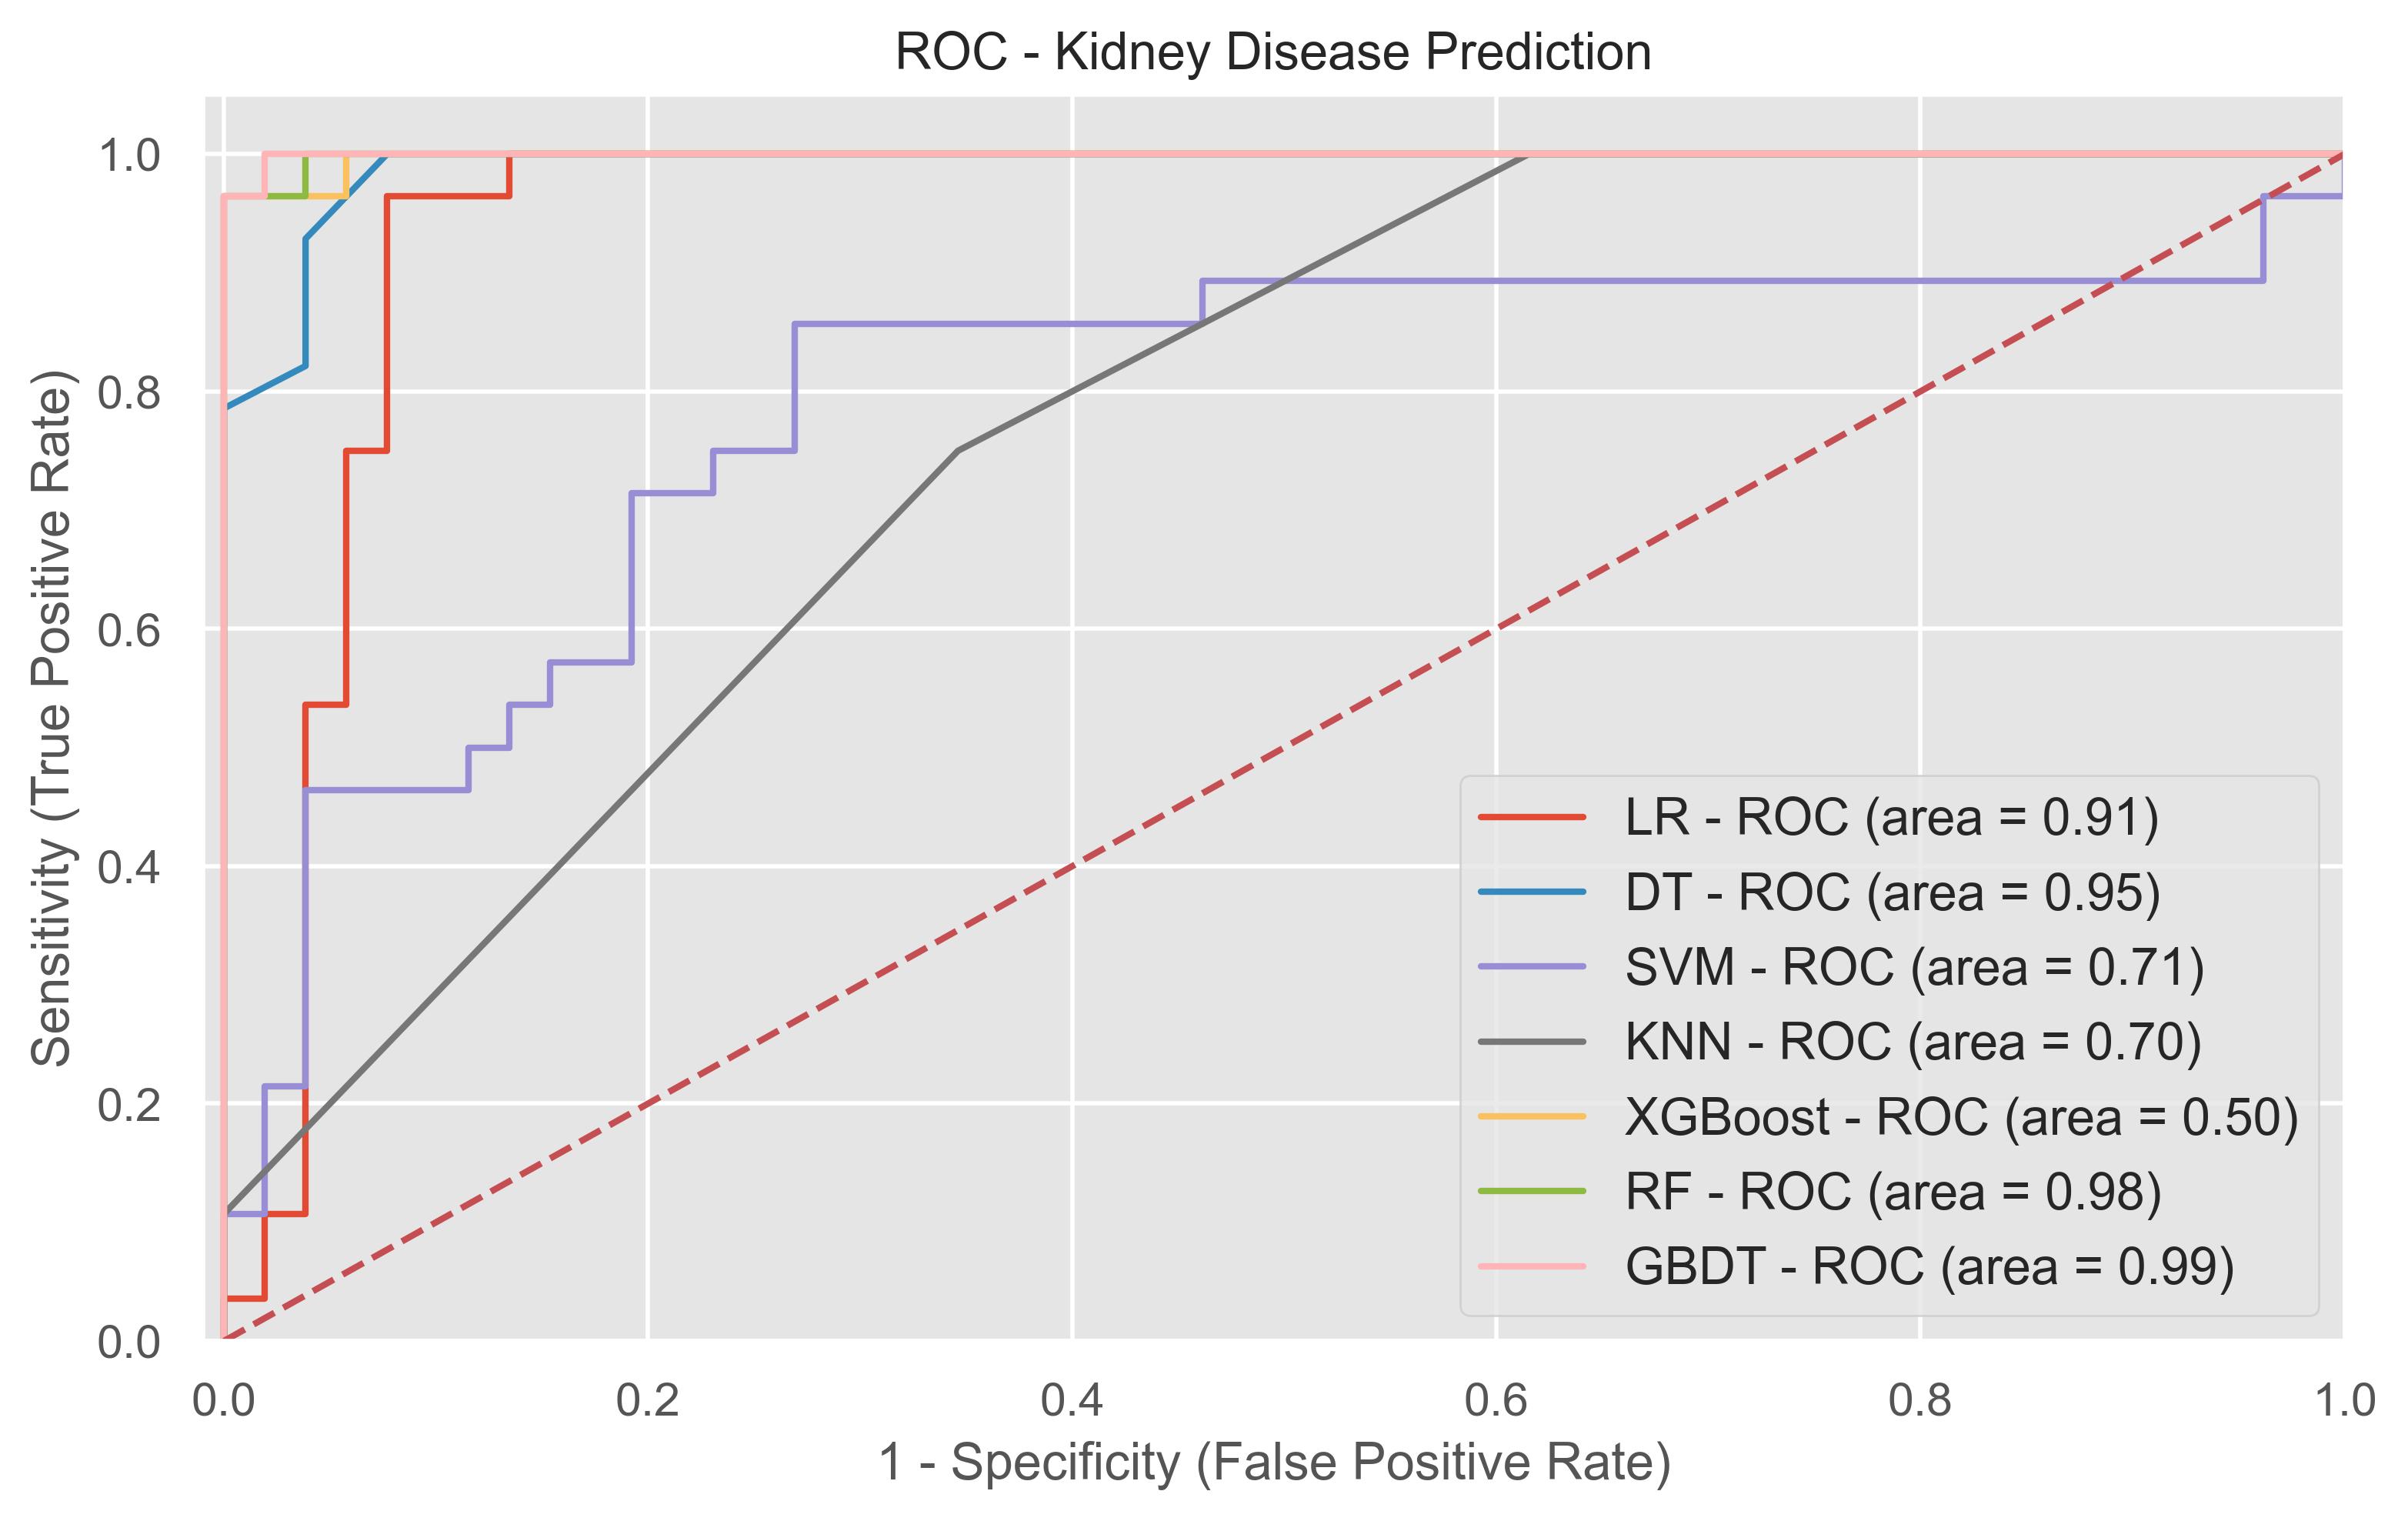 ROC - Kidney Disease Prediction
Sensitivity (True Positive Rate)
1.0
0.8
0.6
0.4
0.2
0.0
0.0 0.2 0.4 0.6 0.8 1.0
1 - Specificity (False Positive Rate)
LR - ROC (area = 0.91)
DT - ROC (area = 0.95)
SVM - ROC (area = 0.71)
KNN - ROC (area = 0.70)
XGBoost - ROC (area = 0.50)
RF - ROC (area = 0.98)
GBDT - ROC (area = 0.99)